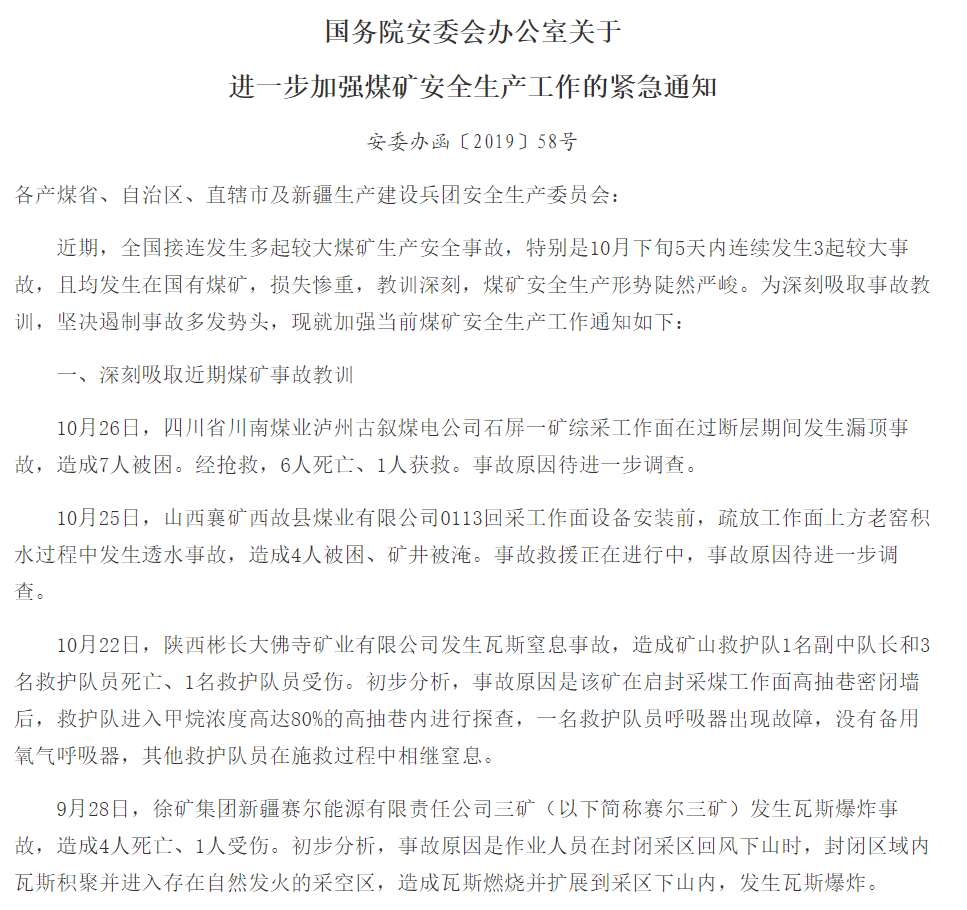 国务院安委会办公室关于
进一步加强煤矿安全生产工作的紧急通知
安委办函〔2019〕58号
各产煤省、自治区、直辖市及新疆生产建设兵团安全生产委员会：
近期，全国接连发生多起较大煤矿生产安全事故，特别是10月下旬5天内连续发生3起较大事
故，且均发生在国有煤矿，损失惨重，教训深刻，煤矿安全生产形势陡然严峻。为深刻吸取事故教
训，坚决遏制事故多发势头，现就加强当前煤矿安全生产工作通知如下：
一、深刻吸取近期煤矿事故教训
10月26日，四川省川南煤业泸州古叙煤电公司石屏一矿综采工作面在过断层期间发生漏顶事
故，造成7人被困。经抢救，6人死亡、1人获救。事故原因待进一步调查。
10月25日，山西襄矿西故县煤业有限公司0113回采工作面设备安装前，疏放工作面上方老窑积
水过程中发生透水事故，造成4人被困、矿井被淹。事故救援正在进行中，事故原因待进一步调
查。
10月22日，陕西彬长大佛寺矿业有限公司发生瓦斯窒息事故，造成矿山救护队1名副中队长和3
名救护队员死亡、1名救护队员受伤。初步分析，事故原因是该矿在启封采煤工作面高抽巷密闭墙
后，救护队进入甲烷浓度高达80%的高抽巷内进行探查，一名救护队员呼吸器出现故障，没有备用
氧气呼吸器，其他救护队员在施救过程中相继窒息。
9月28日，徐矿集团新疆赛尔能源有限责任公司三矿（以下简称赛尔三矿）发生瓦斯爆炸事
故，造成4人死亡、1人受伤。初步分析，事故原因是作业人员在封闭采区回风下山时，封闭区域内
瓦斯积聚并进入存在自然发火的采空区，造成瓦斯燃烧并扩展到采区下山内，发生瓦斯爆炸。